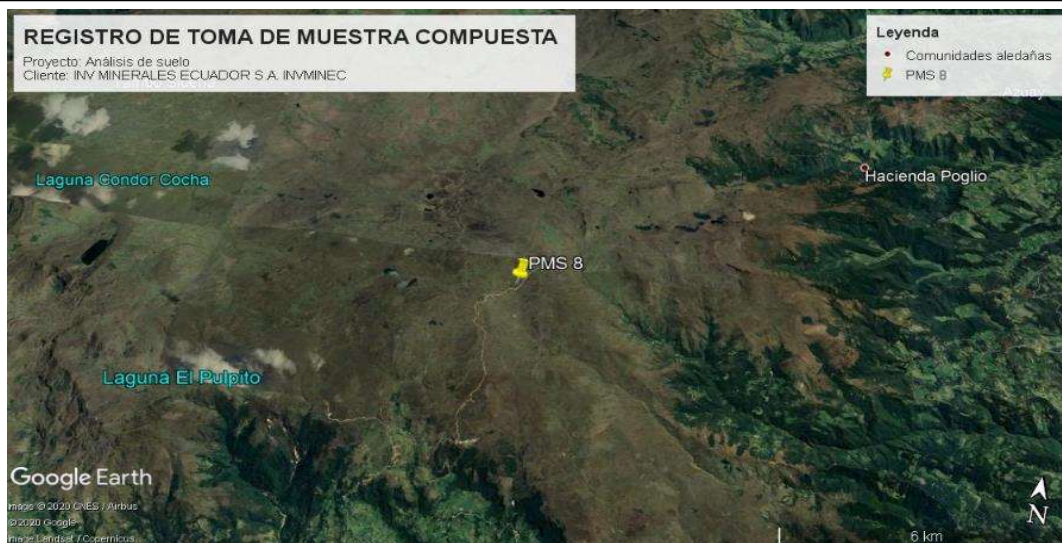 REGISTRO DE TOMA DE MUESTRA COMPUESTA
Proyecto: Análisis de suelo
Cliente: INV MINERALES ECUADOR S.A. INVMINEC
Leyenda
Comunidades aledañas
PMS 8
Azuay
Laguna Condor Cocha
Hacienda Poglio
PMS 8
Laguna El Pulpito
Google Earth
Image © 2020 CNES / Airbus
© 2020 Google
Image Landsat / Copernicus
N
6 km